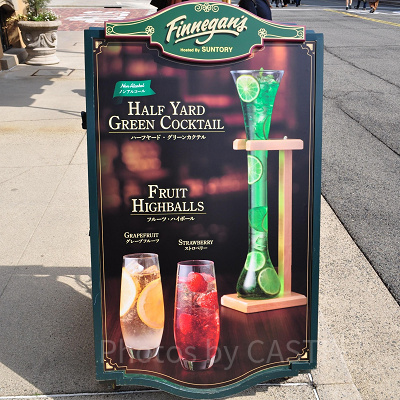 Finnegan's
Hosted By SUNTORY
Non-Alcohol
ノンアルコール
HALF YARD
GREEN COCKTAIL
ハーフヤード・グリーンカクテル
FRUIT
HIGHBALLS
フルーツ・ハイボール
GRAPEFRUIT
グレープフルーツ
STRAWBERRY
ストロベリー
Photos by CAST